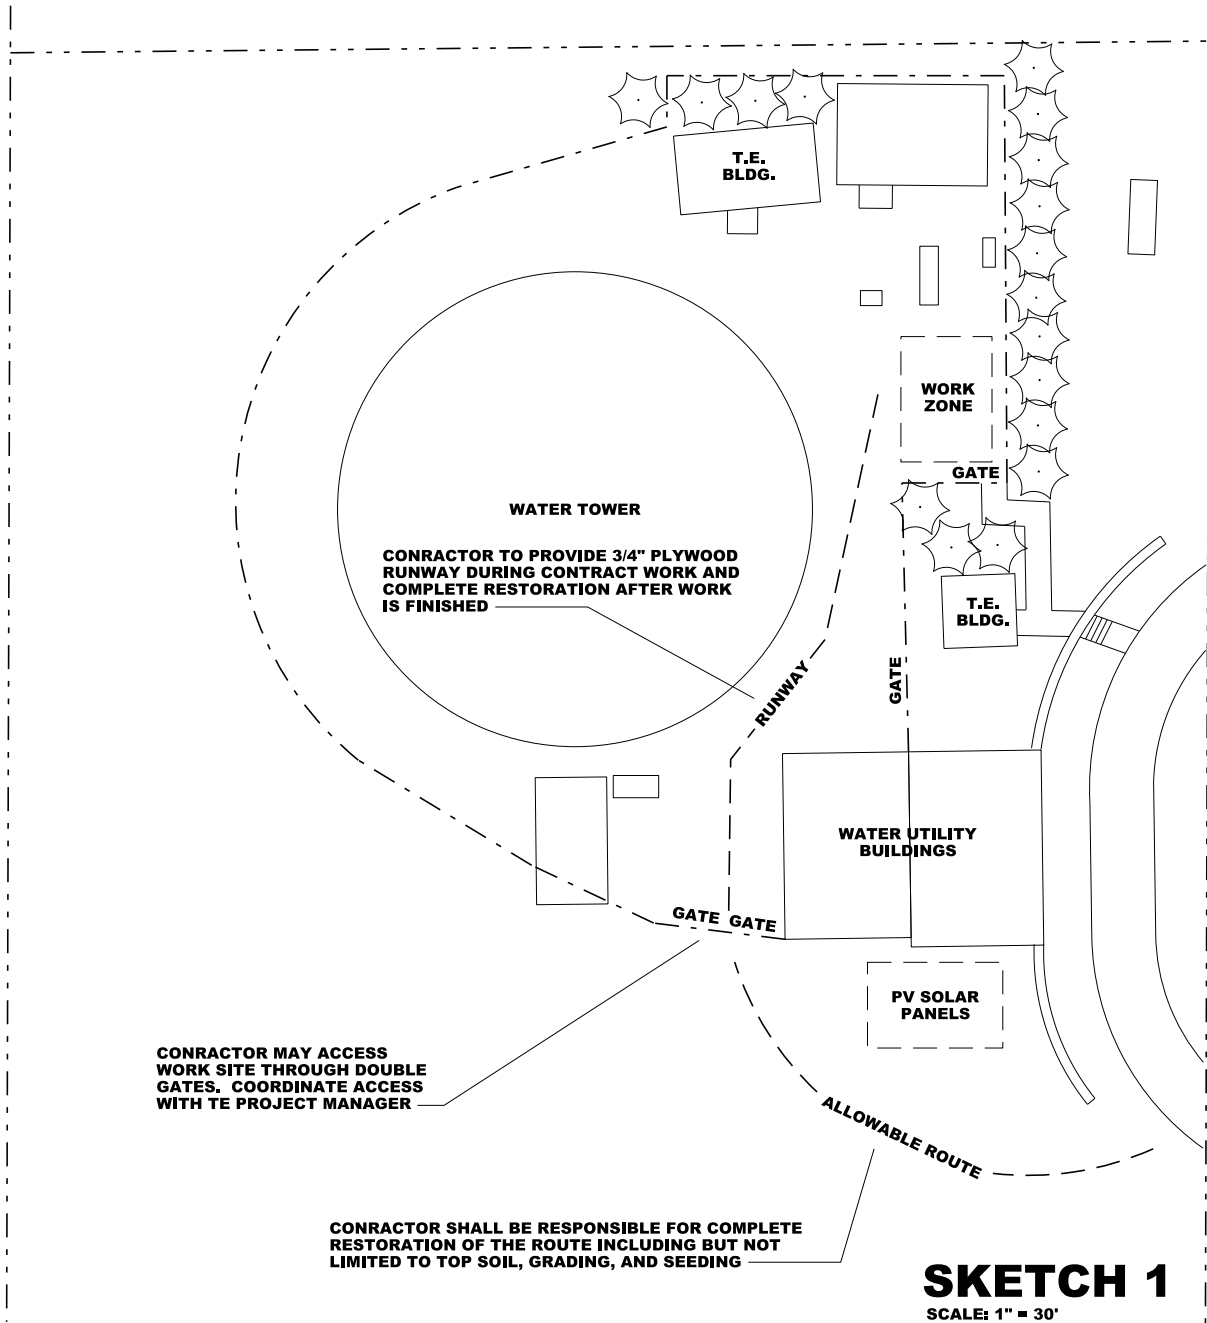 T.E.
BLDG.
WORK
ZONE
GATE
WATER TOWER
CONRACTOR TO PROVIDE 3/4" PLYWOOD
RUNWAY DURING CONTRACT WORK AND
COMPLETE RESTORATION AFTER WORK
IS FINISHED
T.E.
BLDG.
GATE
RUNWAY
WATER UTILITY
BUILDINGS
GATE GATE
PV SOLAR
PANELS
CONRACTOR MAY ACCESS
WORK SITE THROUGH DOUBLE
GATES. COORDINATE ACCESS
WITH TE PROJECT MANAGER
ALLOWABLE ROUTE
CONRACTOR SHALL BE RESPONSIBLE FOR COMPLETE
RESTORATION OF THE ROUTE INCLUDING BUT NOT
LIMITED TO TOP SOIL, GRADING, AND SEEDING
SKETCH 1
SCALE: 1" = 30'